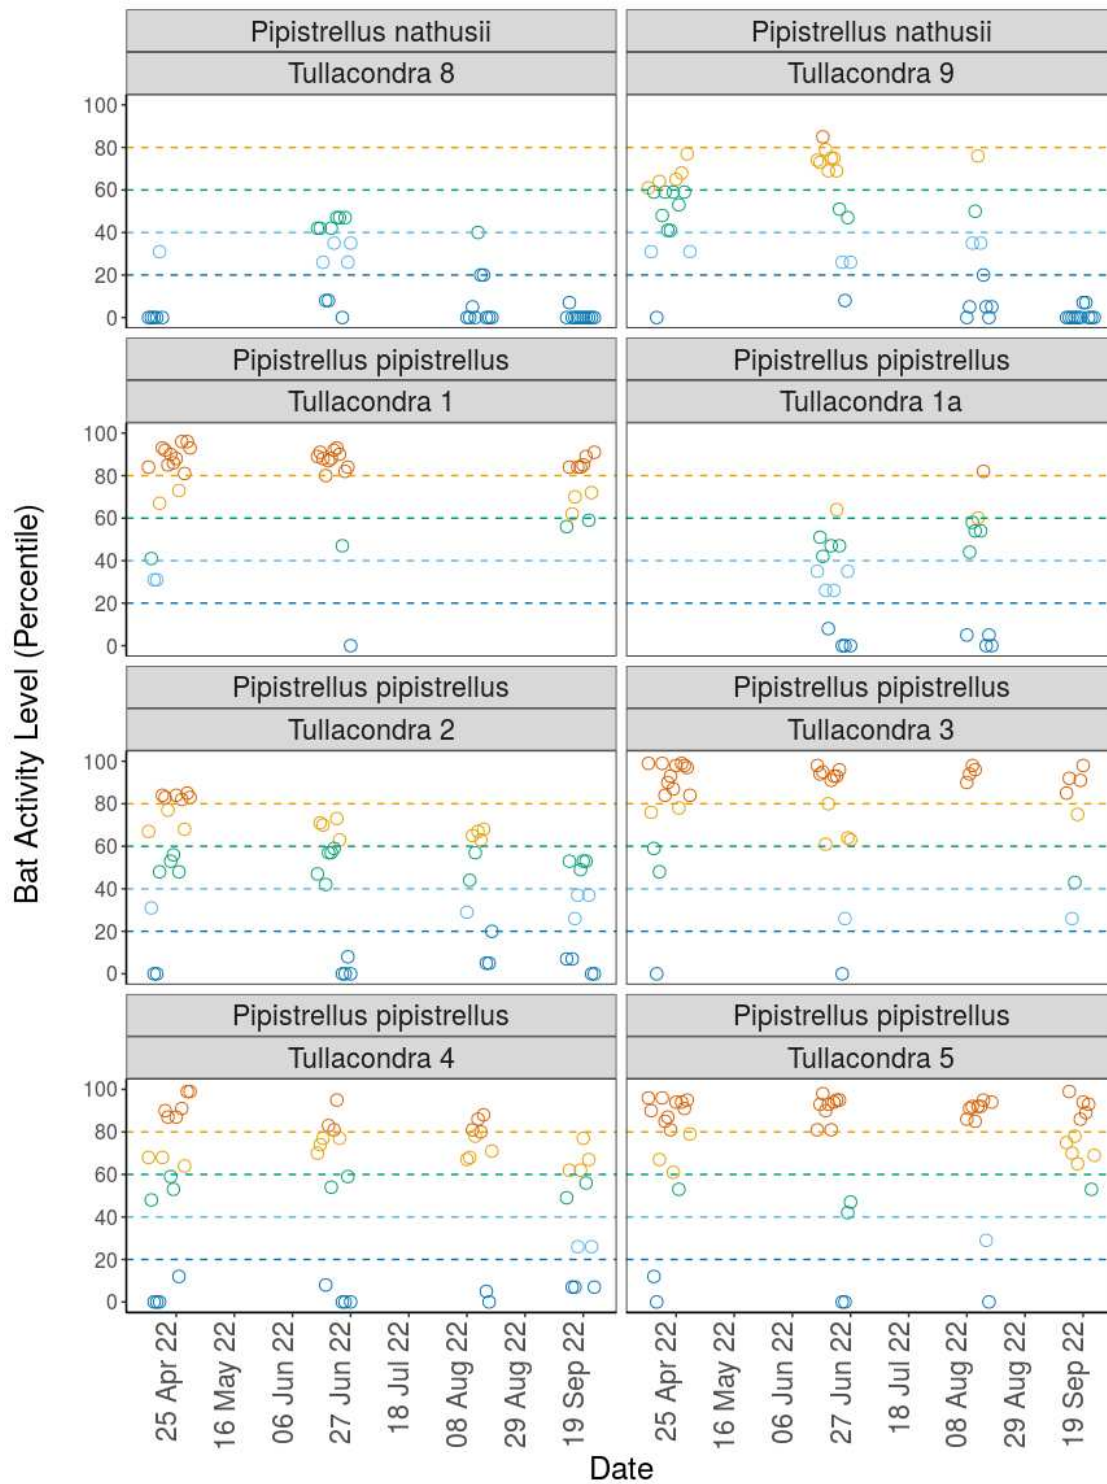 Pipistrellus nathusii Pipistrellus nathusii
Tullacondra 8 Tullacondra 9
100
80
60
40
20
0
Pipistrellus pipistrellus Pipistrellus pipistrellus
Tullacondra 1 Tullacondra 1a
100
80
60
40
20
0
Pipistrellus pipistrellus Pipistrellus pipistrellus
Tullacondra 2 Tullacondra 3
100
80
60
40
20
0
Pipistrellus pipistrellus Pipistrellus pipistrellus
Tullacondra 4 Tullacondra 5
100
80
60
40
20
0
Bat Activity Level (Percentile)
25 Apr 22 16 May 22 06 Jun 22 27 Jun 22 18 Jul 22 08 Aug 22 29 Aug 22 19 Sep 22 25 Apr 22 16 May 22 06 Jun 22 27 Jun 22 18 Jul 22 08 Aug 22 29 Aug 22 19 Sep 22
Date